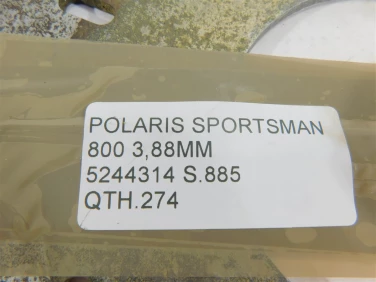 POLARIS SPORTSMAN
800 3,88MM
5244314 S.885
QTH.274